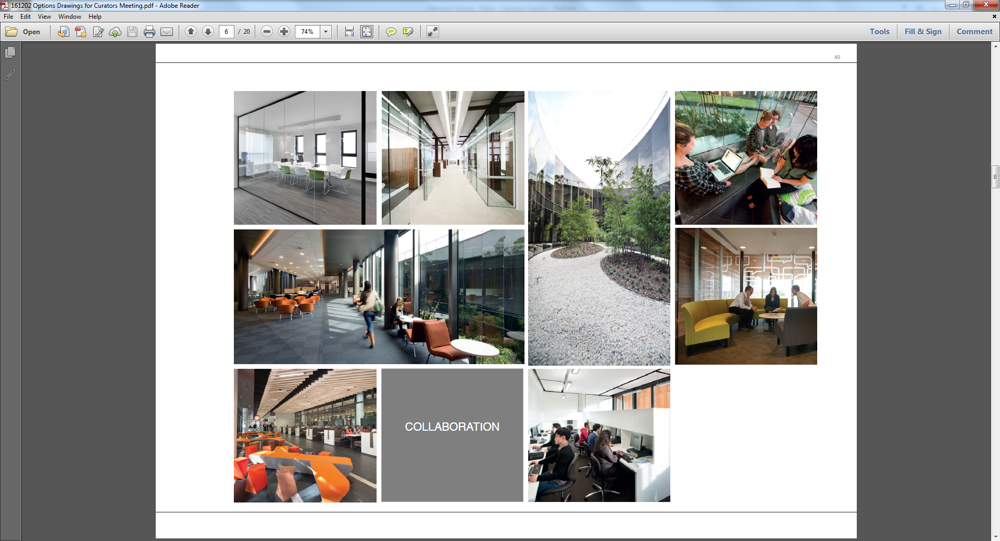 161202 Options Drawings for Curators Meeting.pdf - Adobe Reader
File Edit View Window Help
Open 6 / 20 74% Tools Fill & Sign Comment
49
COLLABORATION